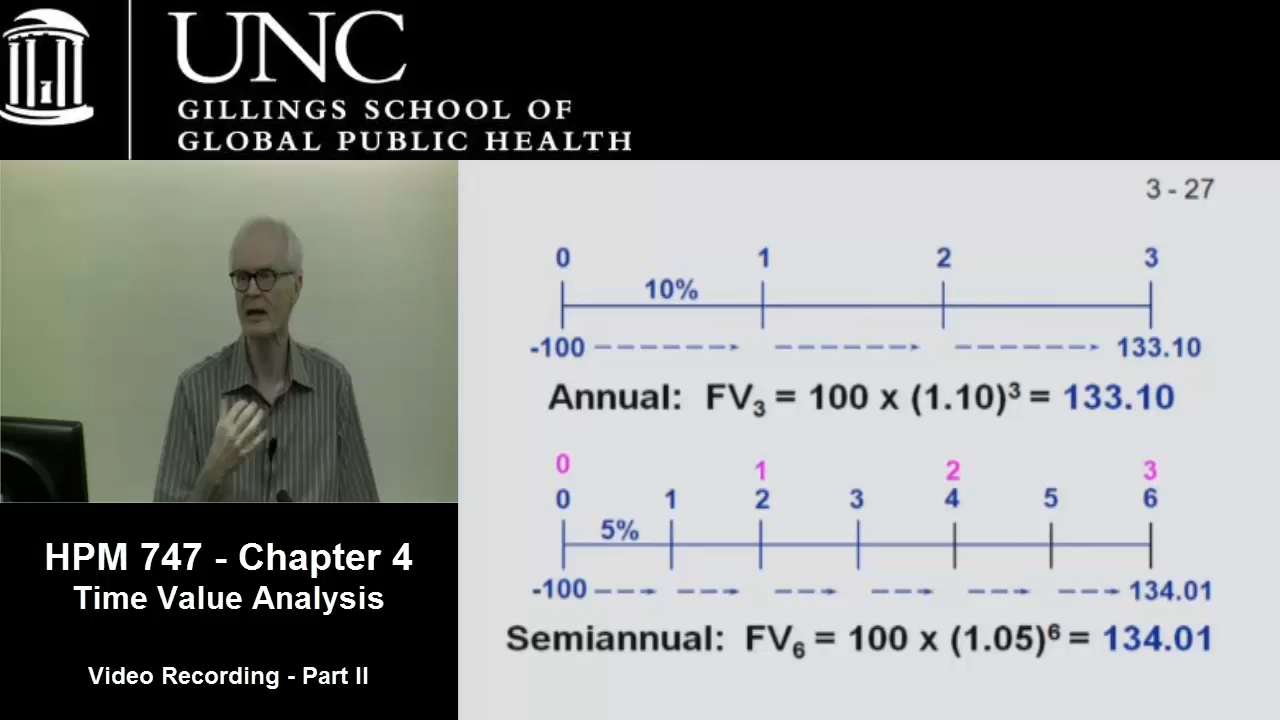 UNC
GILLINGS SCHOOL OF
GLOBAL PUBLIC HEALTH
3 - 27
0 1 2 3
10%
-100 133.10
Annual: FV₃ = 100 x (1.10)³ = 133.10
0 1 2 3
0 1 2 3 4 5 6
5%
-100 134.01
Semiannual: FV₆ = 100 x (1.05)⁶ = 134.01
HPM 747 - Chapter 4
Time Value Analysis
Video Recording - Part II